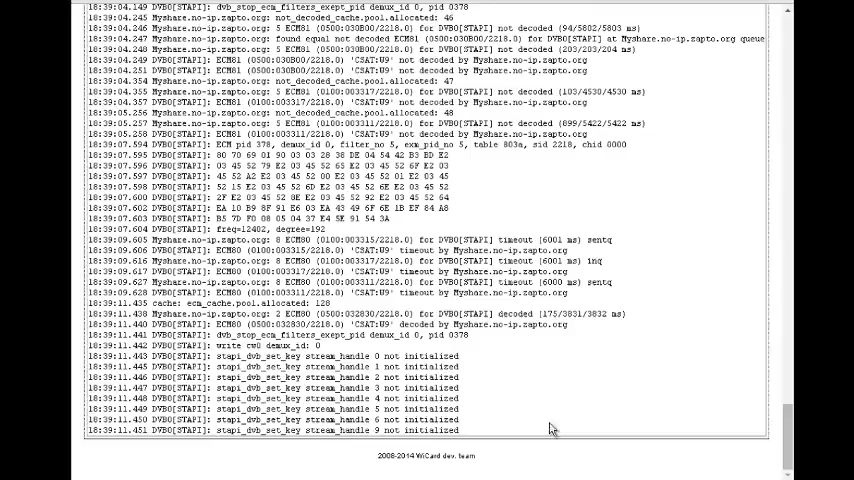 18:39:04.149 DVB0[STAPI]: dvb_stop_ecm_filters_exept_pid demux_id 0, pid 0378
18:39:04.245 Myshare.no-ip.zapto.org: not_decoded_cache.pool.allocated: 46
18:39:04.246 Myshare.no-ip.zapto.org: 5 ECM81 (0500:030B00/2218.0) for DVB0[STAPI] not decoded (94/5802/5803 ms)
18:39:04.247 Myshare.no-ip.zapto.org: found equal not decoded ECM81 (0500:030B00/2218.0) for DVB0[STAPI] at Myshare.no-ip.zapto.org queue
18:39:04.248 Myshare.no-ip.zapto.org: 5 ECM81 (0500:030B00/2218.0) for DVB0[STAPI] not decoded (203/203/204 ms)
18:39:04.249 DVB0[STAPI]: ECM81 (0500:030B00/2218.0) 'CSAT:U9' not decoded by Myshare.no-ip.zapto.org
18:39:04.251 DVB0[STAPI]: ECM81 (0500:030B00/2218.0) 'CSAT:U9' not decoded by Myshare.no-ip.zapto.org
18:39:04.354 Myshare.no-ip.zapto.org: not_decoded_cache.pool.allocated: 47
18:39:04.355 Myshare.no-ip.zapto.org: 5 ECM81 (0100:003317/2218.0) for DVB0[STAPI] not decoded (103/4530/4530 ms)
18:39:04.357 DVB0[STAPI]: ECM81 (0100:003317/2218.0) 'CSAT:U9' not decoded by Myshare.no-ip.zapto.org
18:39:05.256 Myshare.no-ip.zapto.org: not_decoded_cache.pool.allocated: 48
18:39:05.257 Myshare.no-ip.zapto.org: 5 ECM81 (0100:003311/2218.0) for DVB0[STAPI] not decoded (899/5422/5422 ms)
18:39:05.258 DVB0[STAPI]: ECM81 (0100:003311/2218.0) 'CSAT:U9' not decoded by Myshare.no-ip.zapto.org
18:39:07.594 DVB0[STAPI]: ECM pid 378, demux_id 0, filter_no 5, exm_pid_no 5, table 803a, sid 2218, chid 0000
18:39:07.595 DVB0[STAPI]: 80 70 69 01 90 03 03 28 38 DE 04 54 42 B3 BD E2
18:39:07.596 DVB0[STAPI]: 03 45 52 79 E2 03 45 52 65 E2 03 45 52 6F E2 03
18:39:07.597 DVB0[STAPI]: 45 52 A2 E2 03 45 52 00 E2 03 45 52 01 E2 03 45
18:39:07.598 DVB0[STAPI]: 52 15 E2 03 45 52 6D E2 03 45 52 6E E2 03 45 52
18:39:07.600 DVB0[STAPI]: 2F E2 03 45 52 8E E2 03 45 52 92 E2 03 45 52 64
18:39:07.602 DVB0[STAPI]: EA 10 B9 8F 91 E6 03 EA 43 49 6F 6E 1B EF 84 A8
18:39:07.603 DVB0[STAPI]: B5 7D F0 08 05 04 37 E4 5E 91 54 3A
18:39:07.604 DVB0[STAPI]: freq=12402, degree=192
18:39:09.605 Myshare.no-ip.zapto.org: 8 ECM80 (0100:003315/2218.0) for DVB0[STAPI] timeout (6001 ms) sentq
18:39:09.606 DVB0[STAPI]: ECM80 (0100:003315/2218.0) 'CSAT:U9' timeout by Myshare.no-ip.zapto.org
18:39:09.616 Myshare.no-ip.zapto.org: 8 ECM80 (0100:003317/2218.0) for DVB0[STAPI] timeout (6001 ms) inq
18:39:09.617 DVB0[STAPI]: ECM80 (0100:003317/2218.0) 'CSAT:U9' timeout by Myshare.no-ip.zapto.org
18:39:09.627 Myshare.no-ip.zapto.org: 8 ECM80 (0100:003311/2218.0) for DVB0[STAPI] timeout (6000 ms) sentq
18:39:09.628 DVB0[STAPI]: ECM80 (0100:003311/2218.0) 'CSAT:U9' timeout by Myshare.no-ip.zapto.org
18:39:11.435 cache: ecm_cache.pool.allocated: 128
18:39:11.438 Myshare.no-ip.zapto.org: 2 ECM80 (0500:032830/2218.0) for DVB0[STAPI] decoded (175/3831/3832 ms)
18:39:11.440 DVB0[STAPI]: ECM80 (0500:032830/2218.0) 'CSAT:U9' decoded by Myshare.no-ip.zapto.org
18:39:11.441 DVB0[STAPI]: dvb_stop_ecm_filters_exept_pid demux_id 0, pid 0378
18:39:11.442 DVB0[STAPI]: write cw0 demux_id: 0
18:39:11.443 DVB0[STAPI]: stapi_dvb_set_key stream_handle 0 not initialized
18:39:11.445 DVB0[STAPI]: stapi_dvb_set_key stream_handle 1 not initialized
18:39:11.446 DVB0[STAPI]: stapi_dvb_set_key stream_handle 2 not initialized
18:39:11.447 DVB0[STAPI]: stapi_dvb_set_key stream_handle 3 not initialized
18:39:11.448 DVB0[STAPI]: stapi_dvb_set_key stream_handle 4 not initialized
18:39:11.449 DVB0[STAPI]: stapi_dvb_set_key stream_handle 5 not initialized
18:39:11.450 DVB0[STAPI]: stapi_dvb_set_key stream_handle 6 not initialized
18:39:11.451 DVB0[STAPI]: stapi_dvb_set_key stream_handle 9 not initialized
2008-2014 WiCard dev. team